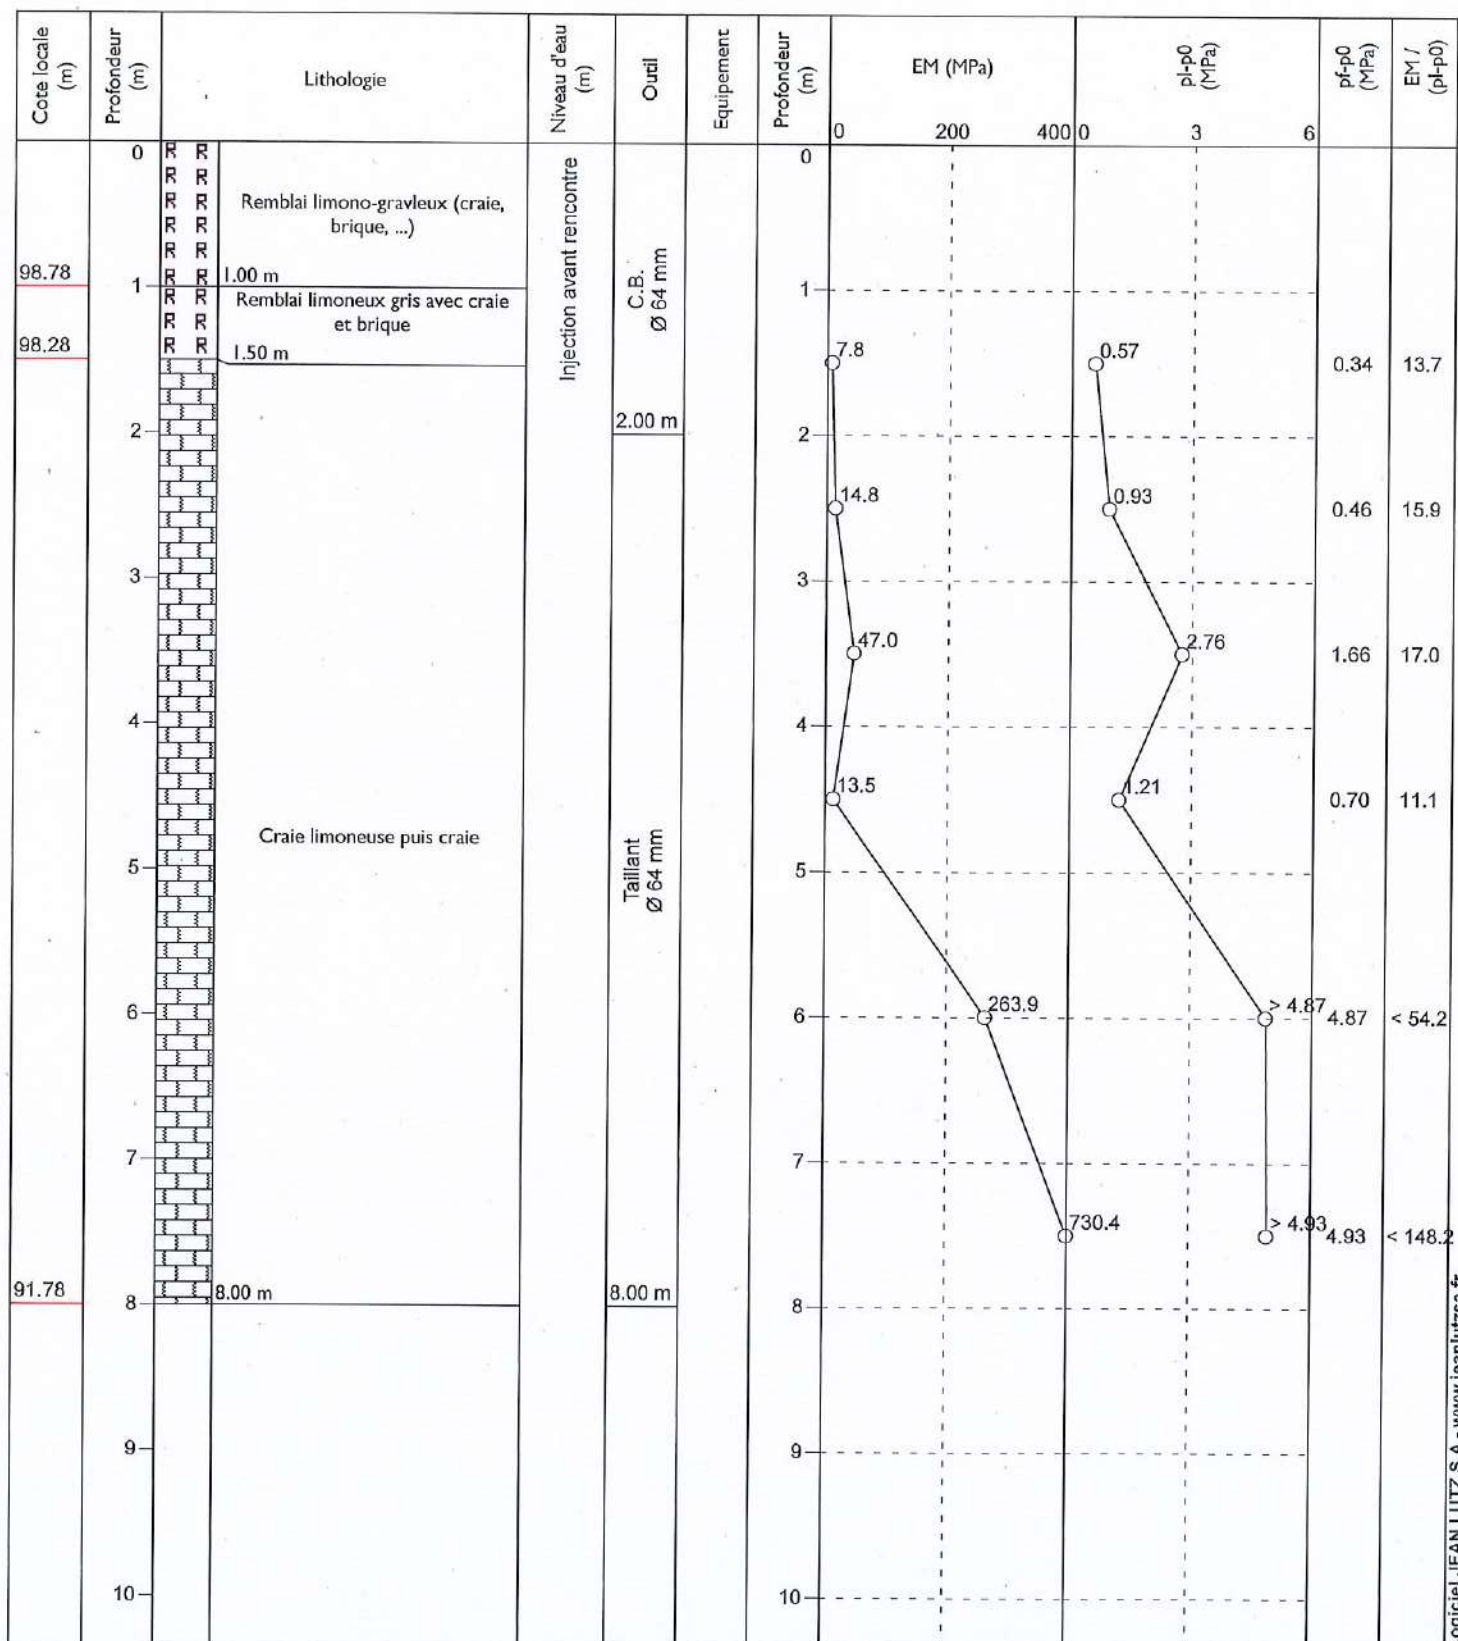 Cote locale
(m)
Profondeur
(m)
Lithologie
Niveau d'eau
(m)
Outil
Equipement
Profondeur
(m)
EM (MPa)
0 200 400
pl-p0
(MPa)
0 3 6
pf-p0
(MPa)
EM /
(pl-p0)
0
R R
R R
R R
R R
R R
R R
R R
R R
R R
Remblai limono-gravleux (craie,
brique, ...)
98.78
1
1.00 m
Remblai limoneux gris avec craie
et brique
98.28
1.50 m
Injection avant rencontre
C.B.
Ø 64 mm
2.00 m
2
3
4
Craie limoneuse puis craie
Taillant
Ø 64 mm
5
6
7
91.78
8
8.00 m
8.00 m
9
10
0
1
7.8
0.57
0.34
13.7
2
14.8
0.93
0.46
15.9
3
47.0
2.76
1.66
17.0
4
13.5
1.21
0.70
11.1
5
6
263.9
> 4.87
4.87
< 54.2
7
730.4
> 4.93
4.93
< 148.2
8
9
10
ogiciel JEAN LUTZ S.A - www.jeanlutzsa.fr